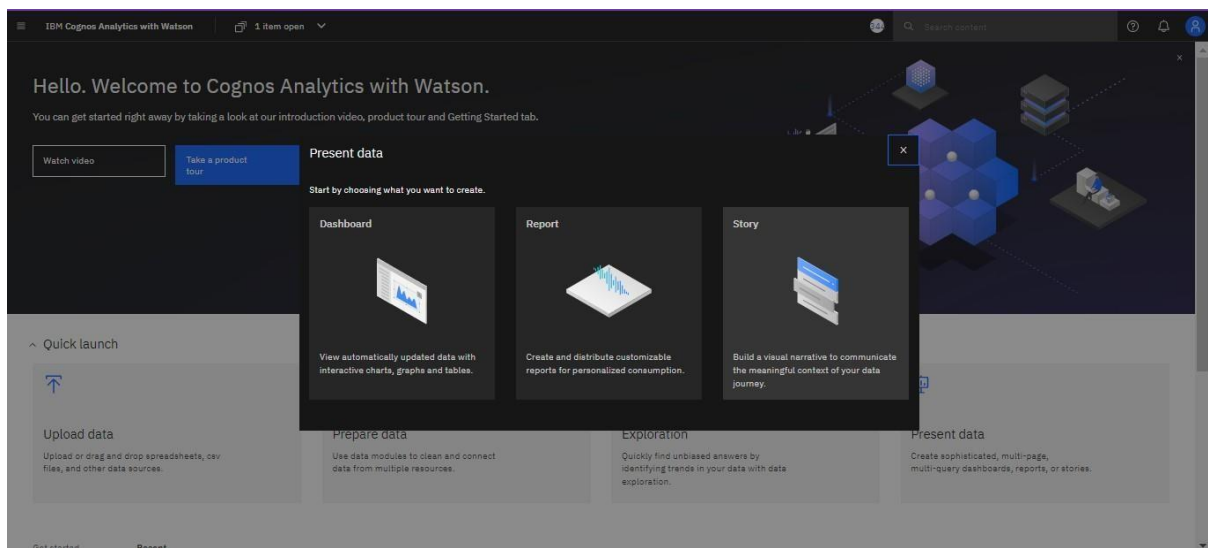 IBM Cognos Analytics with Watson
1 item open
Search content
Hello. Welcome to Cognos Analytics with Watson.
You can get started right away by taking a look at our introduction video, product tour and Getting Started tab.
Watch video
Take a product
tour
Present data
Start by choosing what you want to create.
Dashboard
View automatically updated data with
interactive charts, graphs and tables.
Report
Create and distribute customizable
reports for personalized consumption.
Story
Build a visual narrative to communicate
the meaningful context of your data
journey.
Quick launch
Upload data
Upload or drag and drop spreadsheets, csv
files, and other data sources.
Prepare data
Use data modules to clean and connect
data from multiple resources.
Exploration
Quickly find unbiased answers by
identifying trends in your data with data
exploration.
Present data
Create sophisticated, multi-page,
multi-query dashboards, reports, or stories.